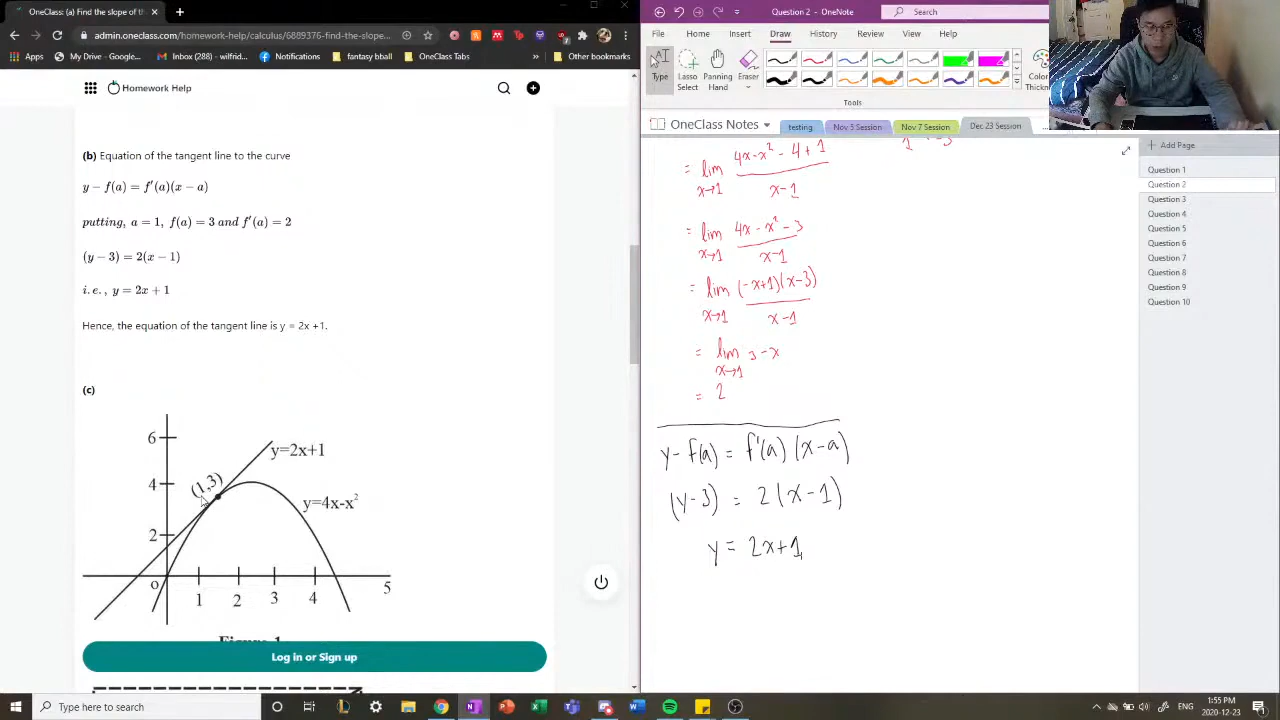 OneClass (a) Find the slope of th
admin.oneclass.com/homework-help/calculus/6889376-find-the-slope...
Maps
Inbox (288) - wilfrid...
Facebook
Notifications
fantasy bball
Other bookmarks
Homework Help
(b) Equation of the tangent line to the curve
y − f(a) = f′(a)(x − a)
putting, a = 1, f(a) = 3 and f′(a) = 2
(y − 3) = 2(x − 1)
i. e. , y = 2x + 1
Hence, the equation of the tangent line is y = 2x +1.
(c)
6
y=2x+1
(1,3)
4
y=4x-x²
2
O
1
2
3
4
5
Figure 1
Log in or Sign up
Question 2 - OneNote
Search
File
Home
Insert
Draw
History
Review
View
Help
Type
Lasso
Select
Panning
Hand
Eraser
Color
Thickn
Tools
OneClass Notes
testing
Nov 5 Session
Nov 7 Session
Dec 23 Session
Add Page
Question 1
Question 2
Question 3
Question 4
Question 5
Question 6
Question 7
Question 8
Question 9
Question 10
= lim x→1 4x-x²-4+1 / x-1
= lim x→1 4x-x²-3 / x-1
= lim x→1 (-x+1)(x-3) / x-1
= lim x→1 3-x
= 2
y-f(a) = f'(a)(x-a)
(y-3) = 2(x-1)
y = 2x+1
Type here to search
1:55 PM
2020-12-23